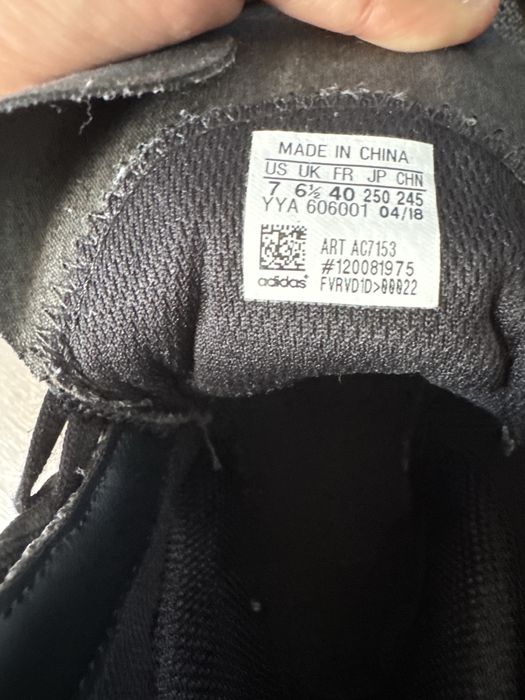 MADE IN CHINA
US UK FR JP CHN
7 6½ 40 250 245
YYA 606001 04/18
ART AC7153
#120081975
adidas FVRVD1D>00022